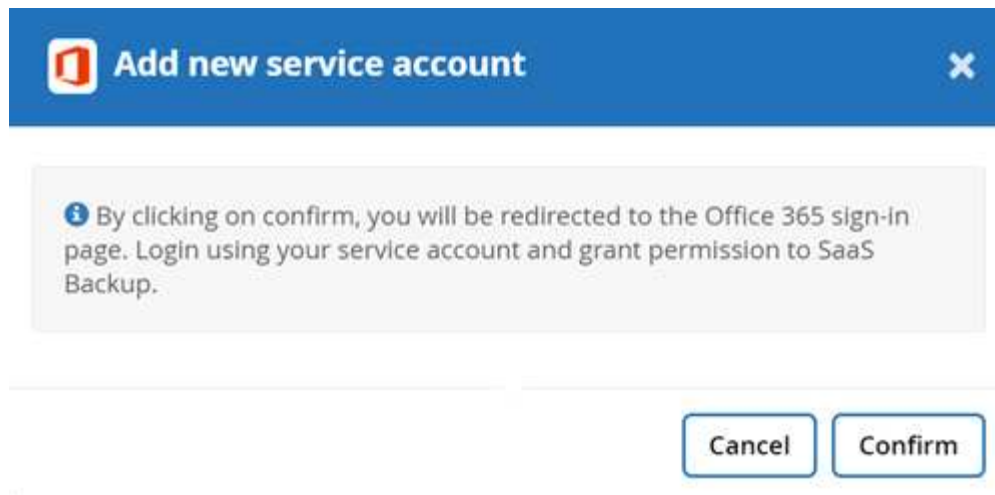 Add new service account
By clicking on confirm, you will be redirected to the Office 365 sign-in
page. Login using your service account and grant permission to SaaS
Backup.
Cancel Confirm